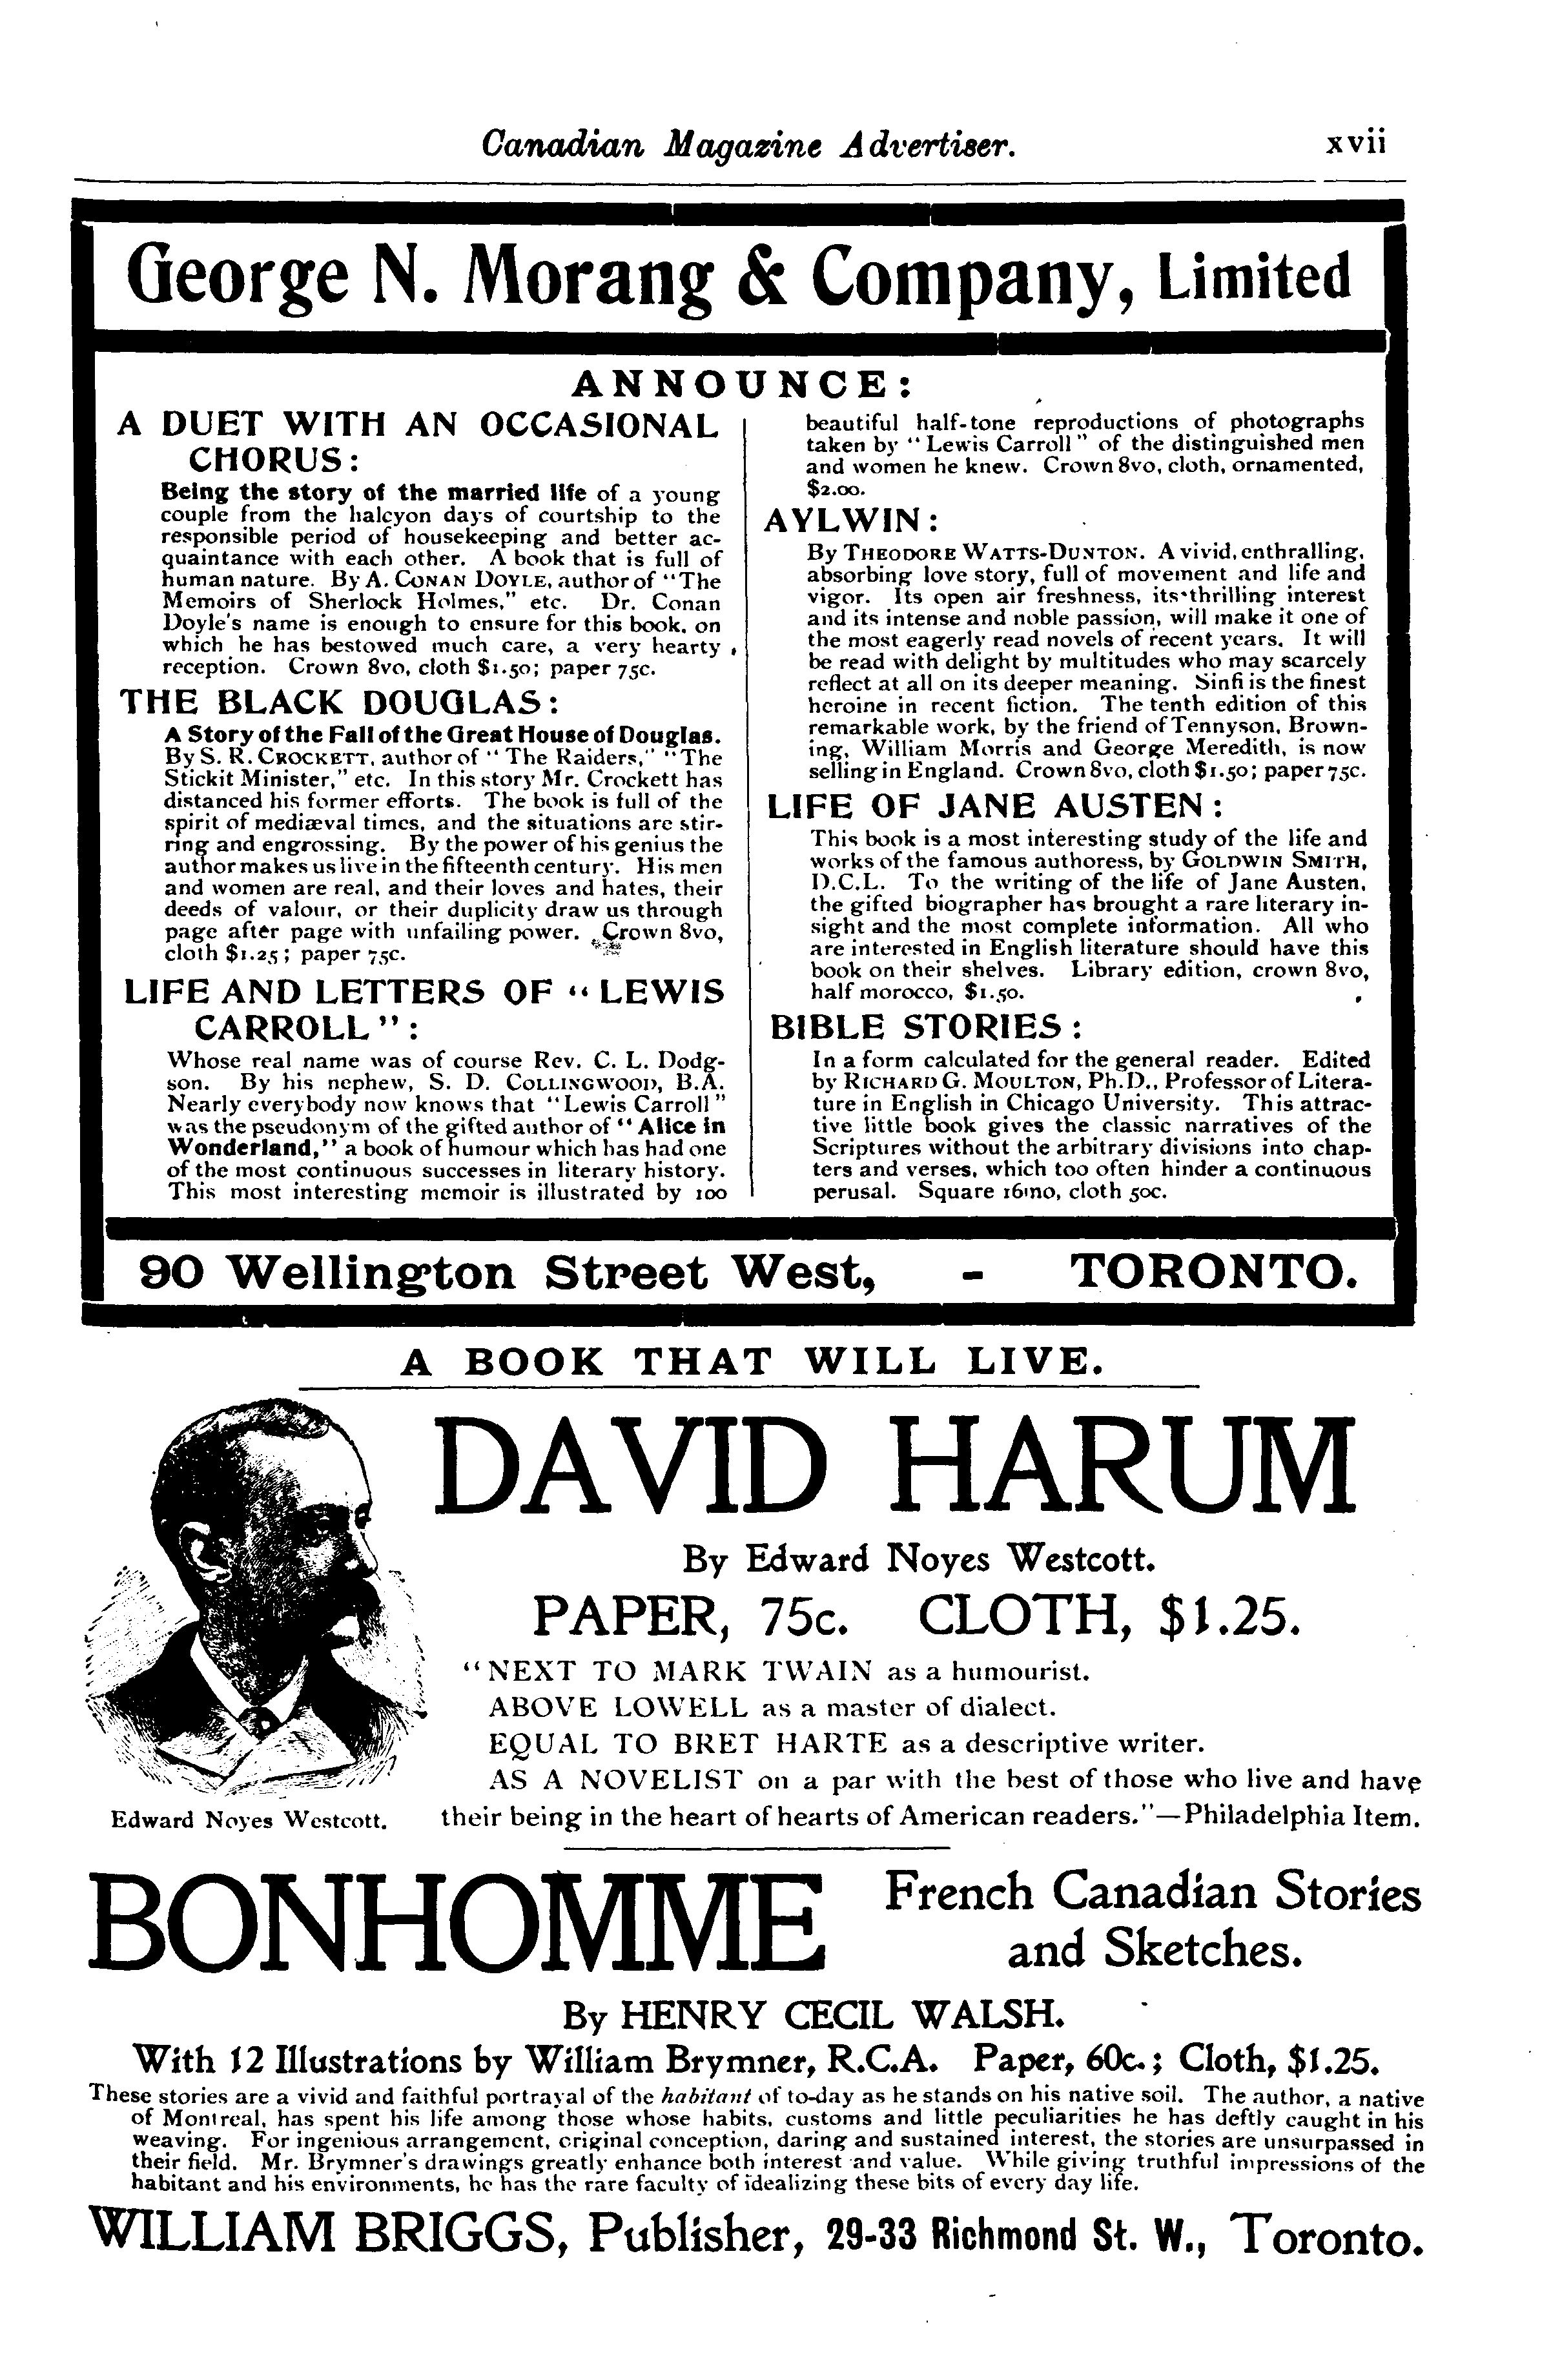 Canadian Magazine Advertiser. xvii
George N. Morang & Company, Limited
ANNOUNCE:
A DUET WITH AN OCCASIONAL
CHORUS:
Being the story of the married life of a young
couple from the halcyon days of courtship to the
responsible period of housekeeping and better ac-
quaintance with each other. A book that is full of
human nature. By A. CONAN DOYLE, author of "The
Memoirs of Sherlock Holmes," etc. Dr. Conan
Doyle's name is enough to ensure for this book, on
which he has bestowed much care, a very hearty
reception. Crown 8vo, cloth $1.50; paper 75c.
THE BLACK DOUGLAS:
A Story of the Fall of the Great House of Douglas.
By S. R. CROCKETT, author of "The Raiders," "The
Stickit Minister," etc. In this story Mr. Crockett has
distanced his former efforts. The book is full of the
spirit of mediæval times, and the situations are stir-
ring and engrossing. By the power of his genius the
author makes us live in the fifteenth century. His men
and women are real, and their loves and hates, their
deeds of valour, or their duplicity draw us through
page after page with unfailing power. Crown 8vo,
cloth $1.25; paper 75c.
LIFE AND LETTERS OF "LEWIS
CARROLL":
Whose real name was of course Rev. C. L. Dodg-
son. By his nephew, S. D. COLLINGWOOD, B.A.
Nearly everybody now knows that "Lewis Carroll"
was the pseudonym of the gifted author of "Alice in
Wonderland," a book of humour which has had one
of the most continuous successes in literary history.
This most interesting memoir is illustrated by 100
beautiful half-tone reproductions of photographs
taken by "Lewis Carroll" of the distinguished men
and women he knew. Crown 8vo, cloth, ornamented,
$2.00.
AYLWIN:
By THEODORE WATTS-DUNTON. A vivid, enthralling,
absorbing love story, full of movement and life and
vigor. Its open air freshness, its thrilling interest
and its intense and noble passion, will make it one of
the most eagerly read novels of recent years. It will
be read with delight by multitudes who may scarcely
reflect at all on its deeper meaning. Sinfi is the finest
heroine in recent fiction. The tenth edition of this
remarkable work, by the friend of Tennyson, Brown-
ing, William Morris and George Meredith, is now
selling in England. Crown 8vo, cloth $1.50; paper 75c.
LIFE OF JANE AUSTEN:
This book is a most interesting study of the life and
works of the famous authoress, by GOLDWIN SMITH,
D.C.L. To the writing of the life of Jane Austen,
the gifted biographer has brought a rare literary in-
sight and the most complete information. All who
are interested in English literature should have this
book on their shelves. Library edition, crown 8vo,
half morocco, $1.50.
BIBLE STORIES:
In a form calculated for the general reader. Edited
by RICHARD G. MOULTON, Ph.D., Professor of Litera-
ture in English in Chicago University. This attrac-
tive little book gives the classic narratives of the
Scriptures without the arbitrary divisions into chap-
ters and verses, which too often hinder a continuous
perusal. Square 16mo, cloth 50c.
90 Wellington Street West, - TORONTO.
A BOOK THAT WILL LIVE.
DAVID HARUM
By Edward Noyes Westcott.
PAPER, 75c. CLOTH, $1.25.
"NEXT TO MARK TWAIN as a humourist.
ABOVE LOWELL as a master of dialect.
EQUAL TO BRET HARTE as a descriptive writer.
AS A NOVELIST on a par with the best of those who live and have
their being in the heart of hearts of American readers."—Philadelphia Item.
Edward Noyes Westcott.
BONHOMME
French Canadian Stories
and Sketches.
By HENRY CECIL WALSH.
With 12 Illustrations by William Brymner, R.C.A. Paper, 60c.; Cloth, $1.25.
These stories are a vivid and faithful portrayal of the habitant of to-day as he stands on his native soil. The author, a native
of Montreal, has spent his life among those whose habits, customs and little peculiarities he has deftly caught in his
weaving. For ingenious arrangement, original conception, daring and sustained interest, the stories are unsurpassed in
their field. Mr. Brymner's drawings greatly enhance both interest and value. While giving truthful impressions of the
habitant and his environments, he has the rare faculty of idealizing these bits of every day life.
WILLIAM BRIGGS, Publisher, 29-33 Richmond St. W., Toronto.